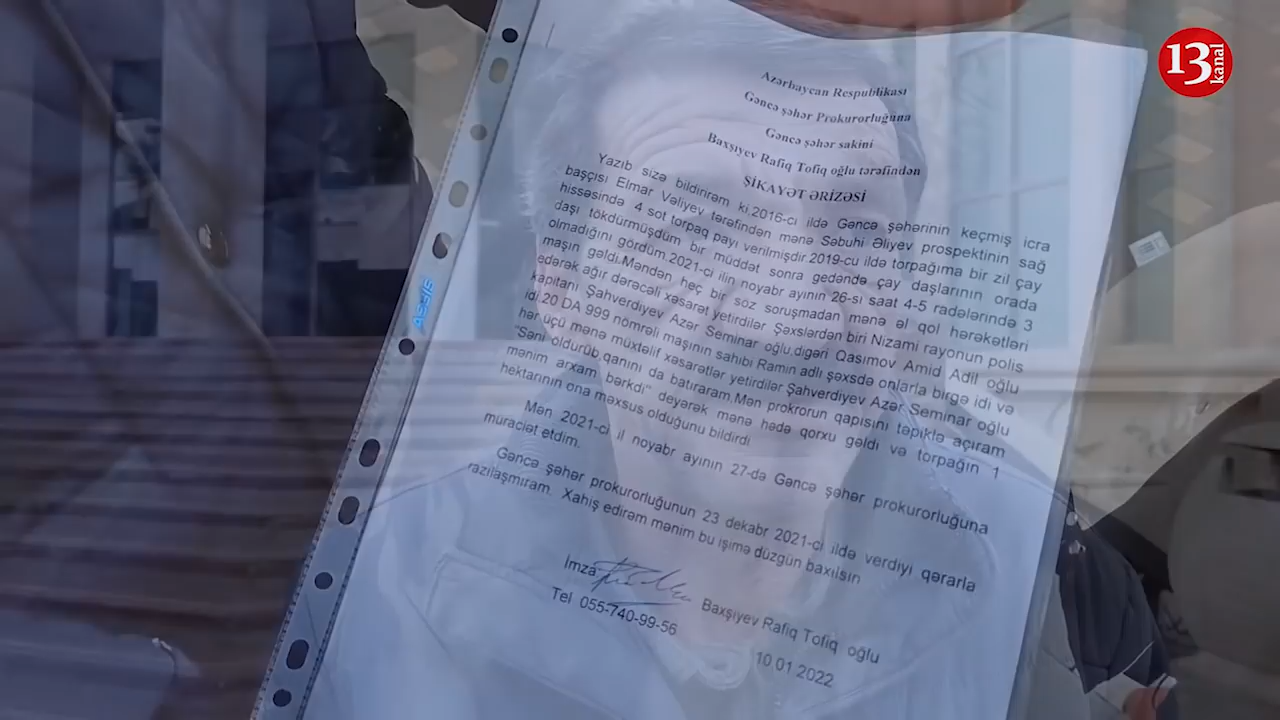 13 kanal
Azərbaycan Respublikası
Gəncə şəhər Prokurorluğuna
Gəncə şəhər sakini
Baxşıyev Rafiq Tofiq oğlu tərəfindən
ŞİKAYƏT ƏRİZƏSİ
Yazıb sizə bildirirəm ki,2016-cı ildə Gəncə şəhərinin keçmiş icra
başçısı Elmar Vəliyev tərəfindən mənə Səbuhi Əliyev prospektinin sağ
hissəsində 4 sot torpaq payı verilmişdir.2019-cu ildə torpağıma bir zil çay
daşı tökdürmüşdüm bir müddət sonra gedəndə çay daşlarının orada
olmadığını gördüm.2021-ci ilin noyabr ayının 26-sı saat 4-5 radələrində 3
maşın gəldi.Məndən heç bir söz soruşmadan mənə əl qol hərəkətləri
edərək ağır dərəcəli xəsarət yetirdilər Şəxslərdən biri Nizami rayonun polis
kapitanı Şahverdiyev Azər Seminar oğlu,digəri Qasımov Amid Adil oğlu
idi.20 DA 999 nömrəli maşının sahibi Ramin adlı şəxsdə onlarla birgə idi və
hər üçü mənə müxtəlif xəsarətlər yetirdilər Şahverdiyev Azər Seminar oğlu
"Səni öldürüb,qanını da batıraram.Mən prokrorun qapısını təpiklə açıram
mənim arxam bərkdi" deyərək mənə hədə qorxu gəldi və torpağın 1
hektarının ona məxsus olduğunu bildirdi
Mən 2021-ci il noyabr ayının 27-də Gəncə şəhər prokurorluğuna
müraciət etdim.
Gəncə şəhər prokurorluğunun 23 dekabr 2021-ci ildə verdiyi qərarla
razılaşmıram. Xahiş edirəm mənim bu işimə düzgün baxılsın
İmza Baxşıyev Rafiq Tofiq oğlu
Tel 055-740-99-56
10.01.2022